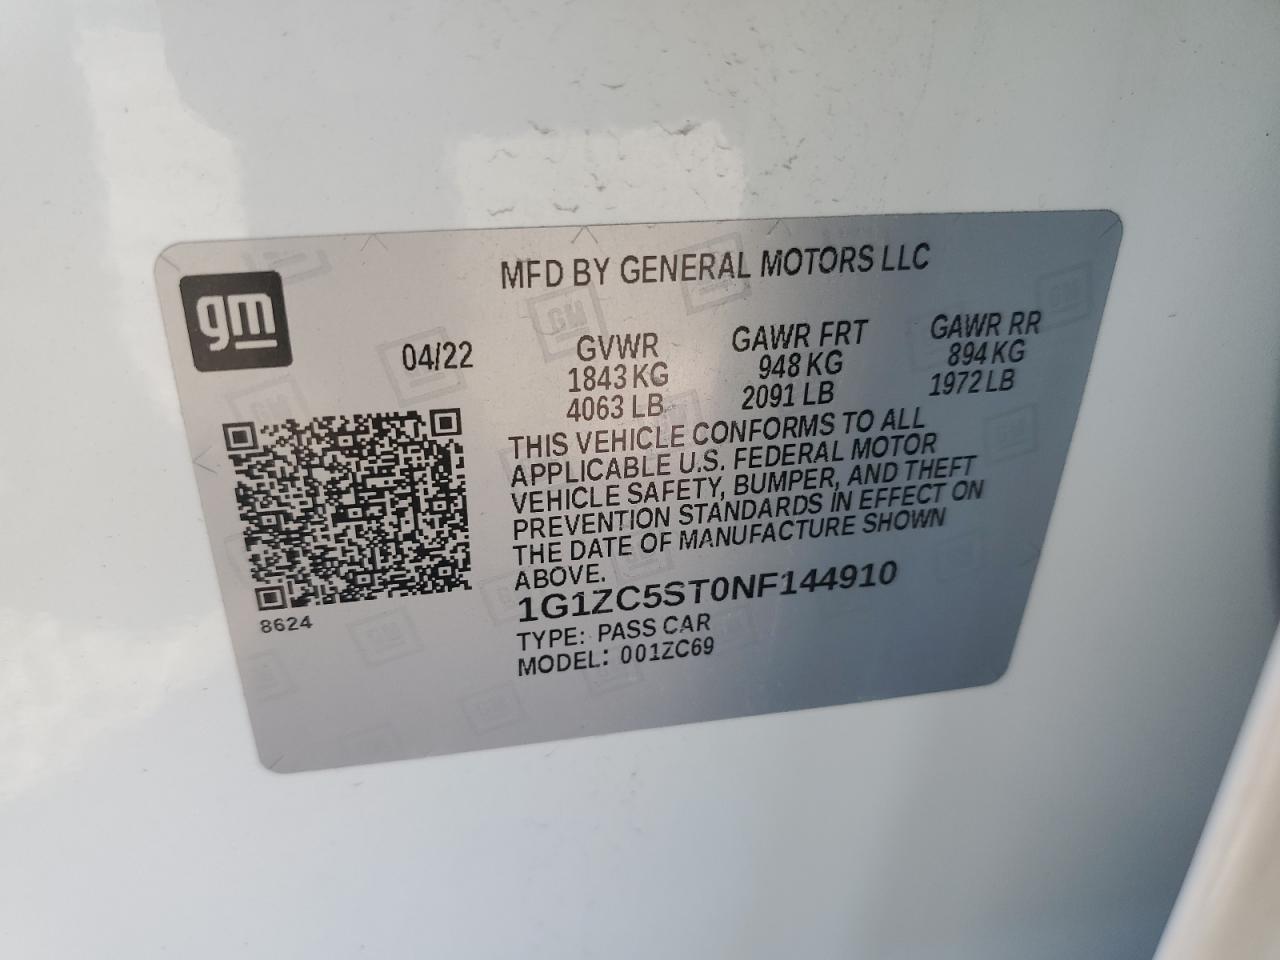 gm
MFD BY GENERAL MOTORS LLC
04/22
GVWR
1843 KG
4063 LB
GAWR FRT
948 KG
2091 LB
GAWR RR
894 KG
1972 LB
THIS VEHICLE CONFORMS TO ALL
APPLICABLE U.S. FEDERAL MOTOR
VEHICLE SAFETY, BUMPER, AND THEFT
PREVENTION STANDARDS IN EFFECT ON
THE DATE OF MANUFACTURE SHOWN
ABOVE.
1G1ZC5ST0NF144910
TYPE: PASS CAR
MODEL: 001ZC69
8624